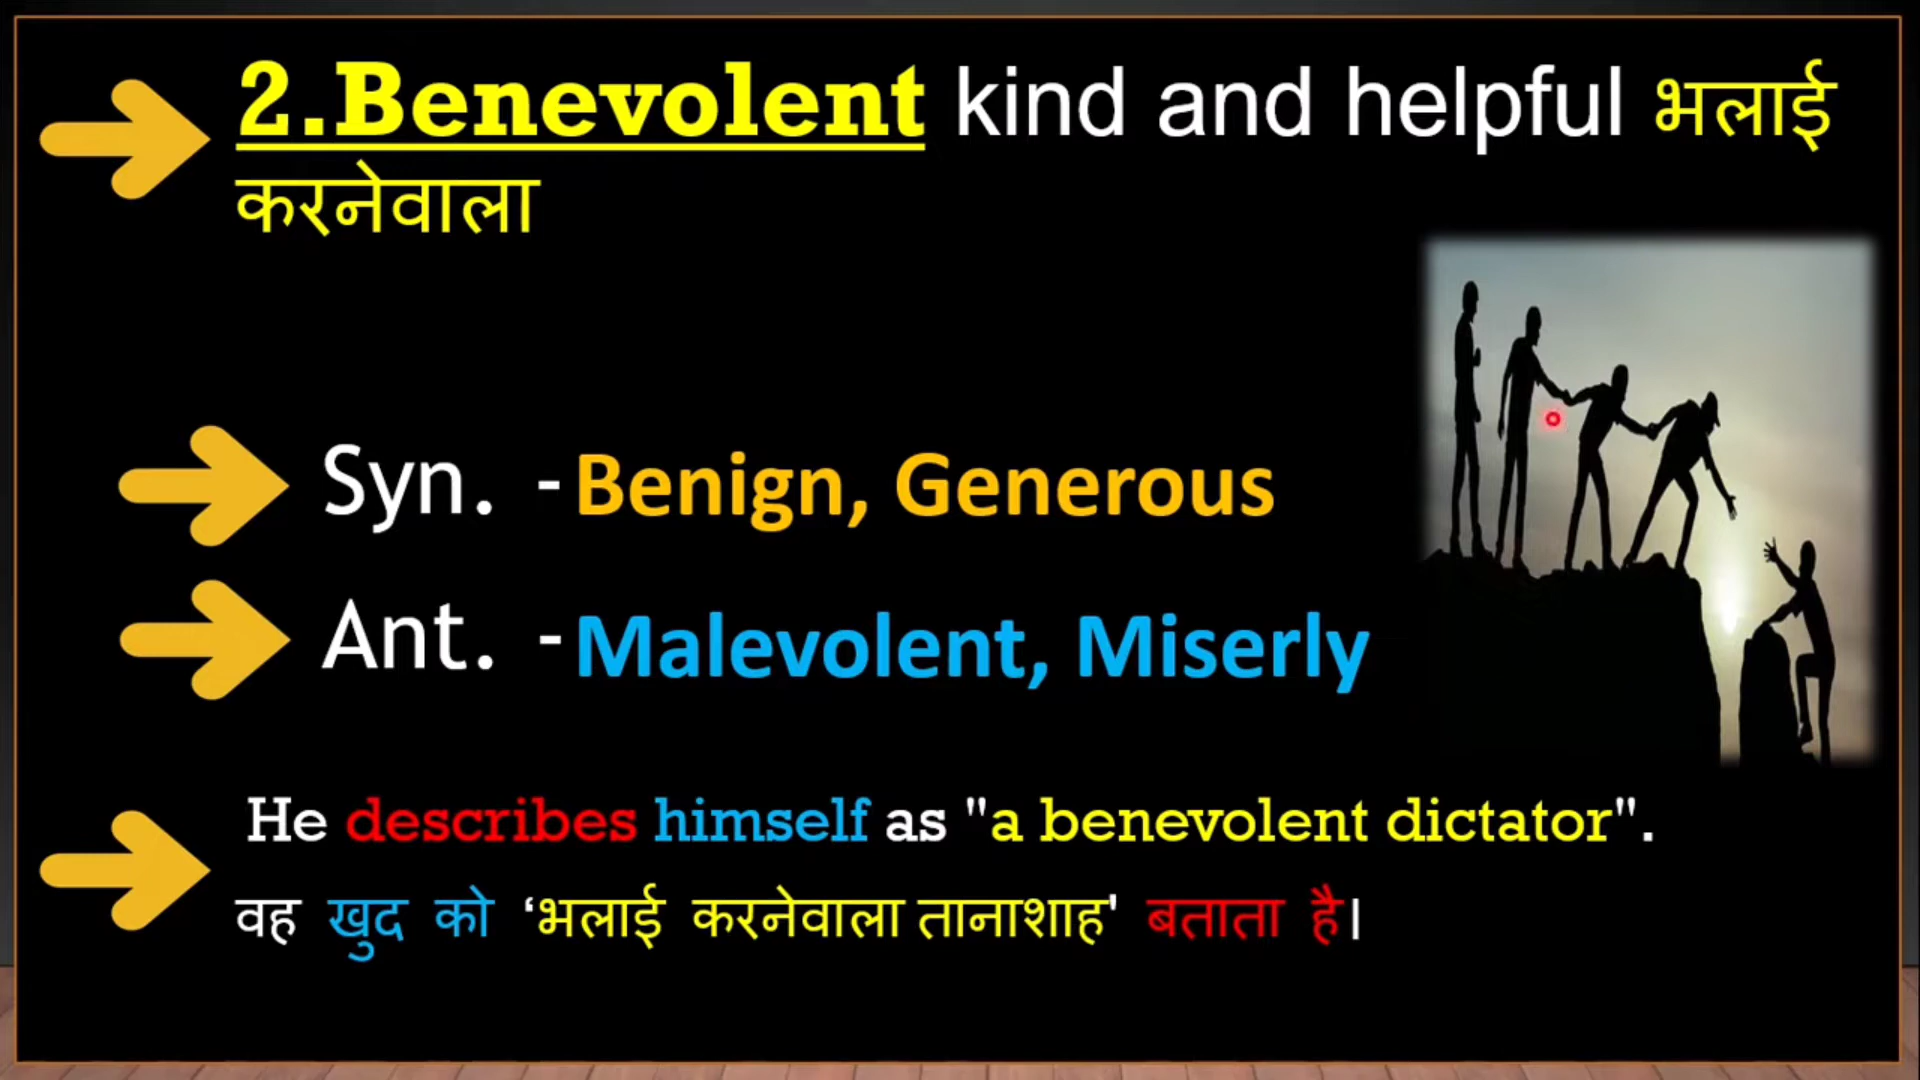 2.Benevolent kind and helpful भलाई
करनेवाला
Syn. - Benign, Generous
Ant. - Malevolent, Miserly
He describes himself as "a benevolent dictator".
वह खुद को ‘भलाई करनेवाला तानाशाह' बताता है।